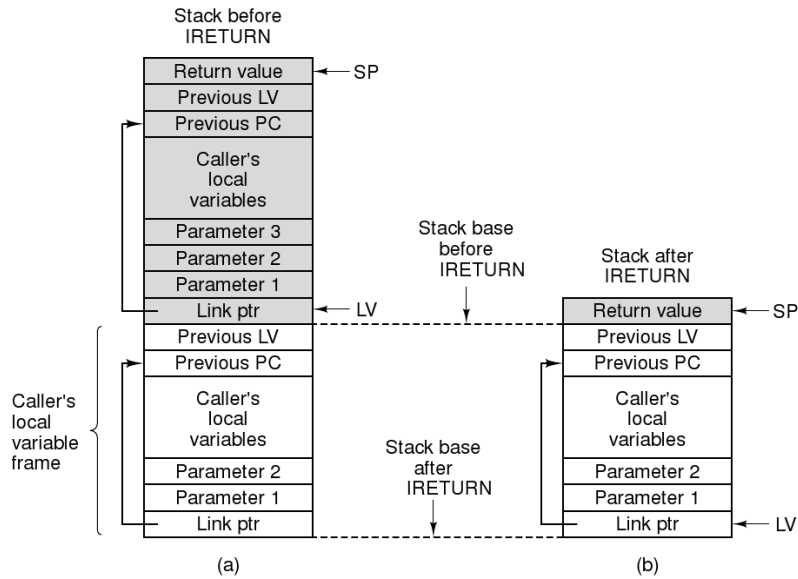 Stack before
IRETURN
Return value
SP
Previous LV
Previous PC
Caller's
local
variables
Parameter 3
Parameter 2
Parameter 1
Link ptr
LV
Previous LV
Previous PC
Caller's
local
variables
Parameter 2
Parameter 1
Link ptr
Caller's
local
variable
frame
(a)
Stack base
before
IRETURN
Stack base
after
IRETURN
Stack after
IRETURN
Return value
SP
Previous LV
Previous PC
Caller's
local
variables
Parameter 2
Parameter 1
Link ptr
LV
(b)